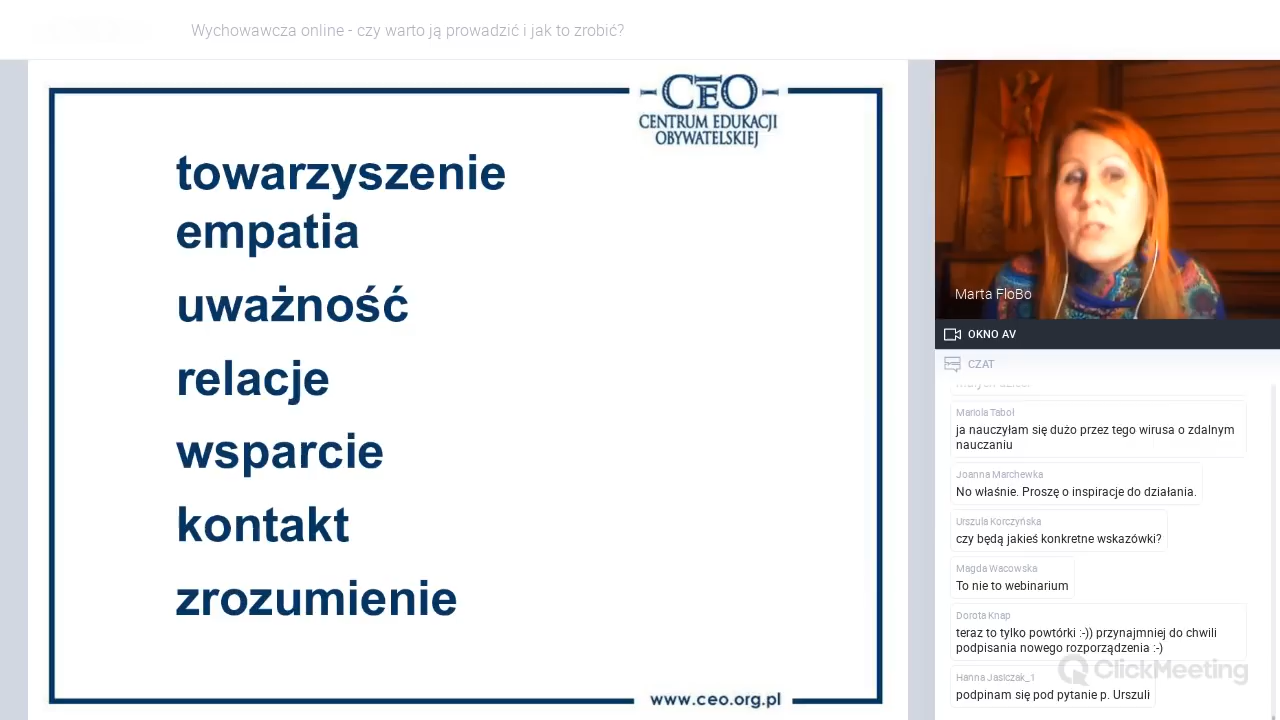 Wychowawcza online - czy warto ją prowadzić i jak to zrobić?
CEO
CENTRUM EDUKACJI
OBYWATELSKIEJ
towarzyszenie
empatia
uważność
relacje
wsparcie
kontakt
zrozumienie
www.ceo.org.pl
Marta FloBo
OKNO AV
CZAT
Mariola Tabol
ja nauczyłam się dużo przez tego wirusa o zdalnym
nauczaniu
Joanna Marchewka
No właśnie. Proszę o inspiracje do działania.
Urszula Korczyńska
czy będą jakieś konkretne wskazówki?
Magda Wacowska
To nie to webinarium
Dorota Knap
teraz to tylko powtórki :-)) przynajmniej do chwili
podpisania nowego rozporządzenia :-)
Hanna Jasiczak_1
podpinam się pod pytanie p. Urszuli
ClickMeeting